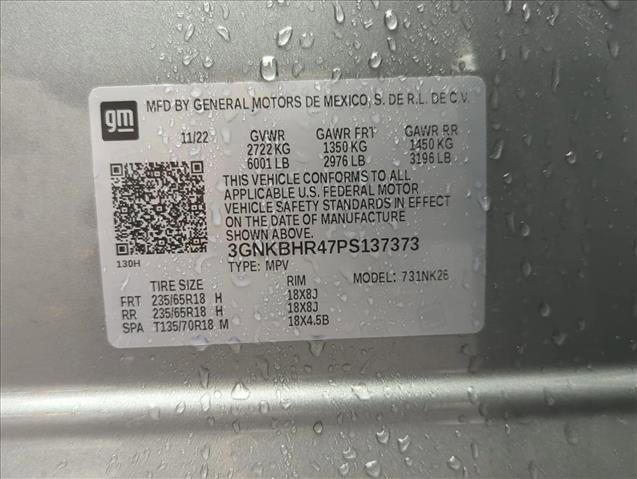 gm
MFD BY GENERAL MOTORS DE MEXICO, S. DE R.L. DE C.V.
11/22 GVWR GAWR FRT GAWR RR
2722 KG 1350 KG 1450 KG
6001 LB 2976 LB 3196 LB
THIS VEHICLE CONFORMS TO ALL
APPLICABLE U.S. FEDERAL MOTOR
VEHICLE SAFETY STANDARDS IN EFFECT
ON THE DATE OF MANUFACTURE
SHOWN ABOVE.
3GNKBHR47PS137373
130H TYPE: MPV
TIRE SIZE RIM MODEL: 731NK26
FRT 235/65R18 H 18X8J
RR 235/65R18 H 18X8J
SPA T135/70R18 M 18X4.5B